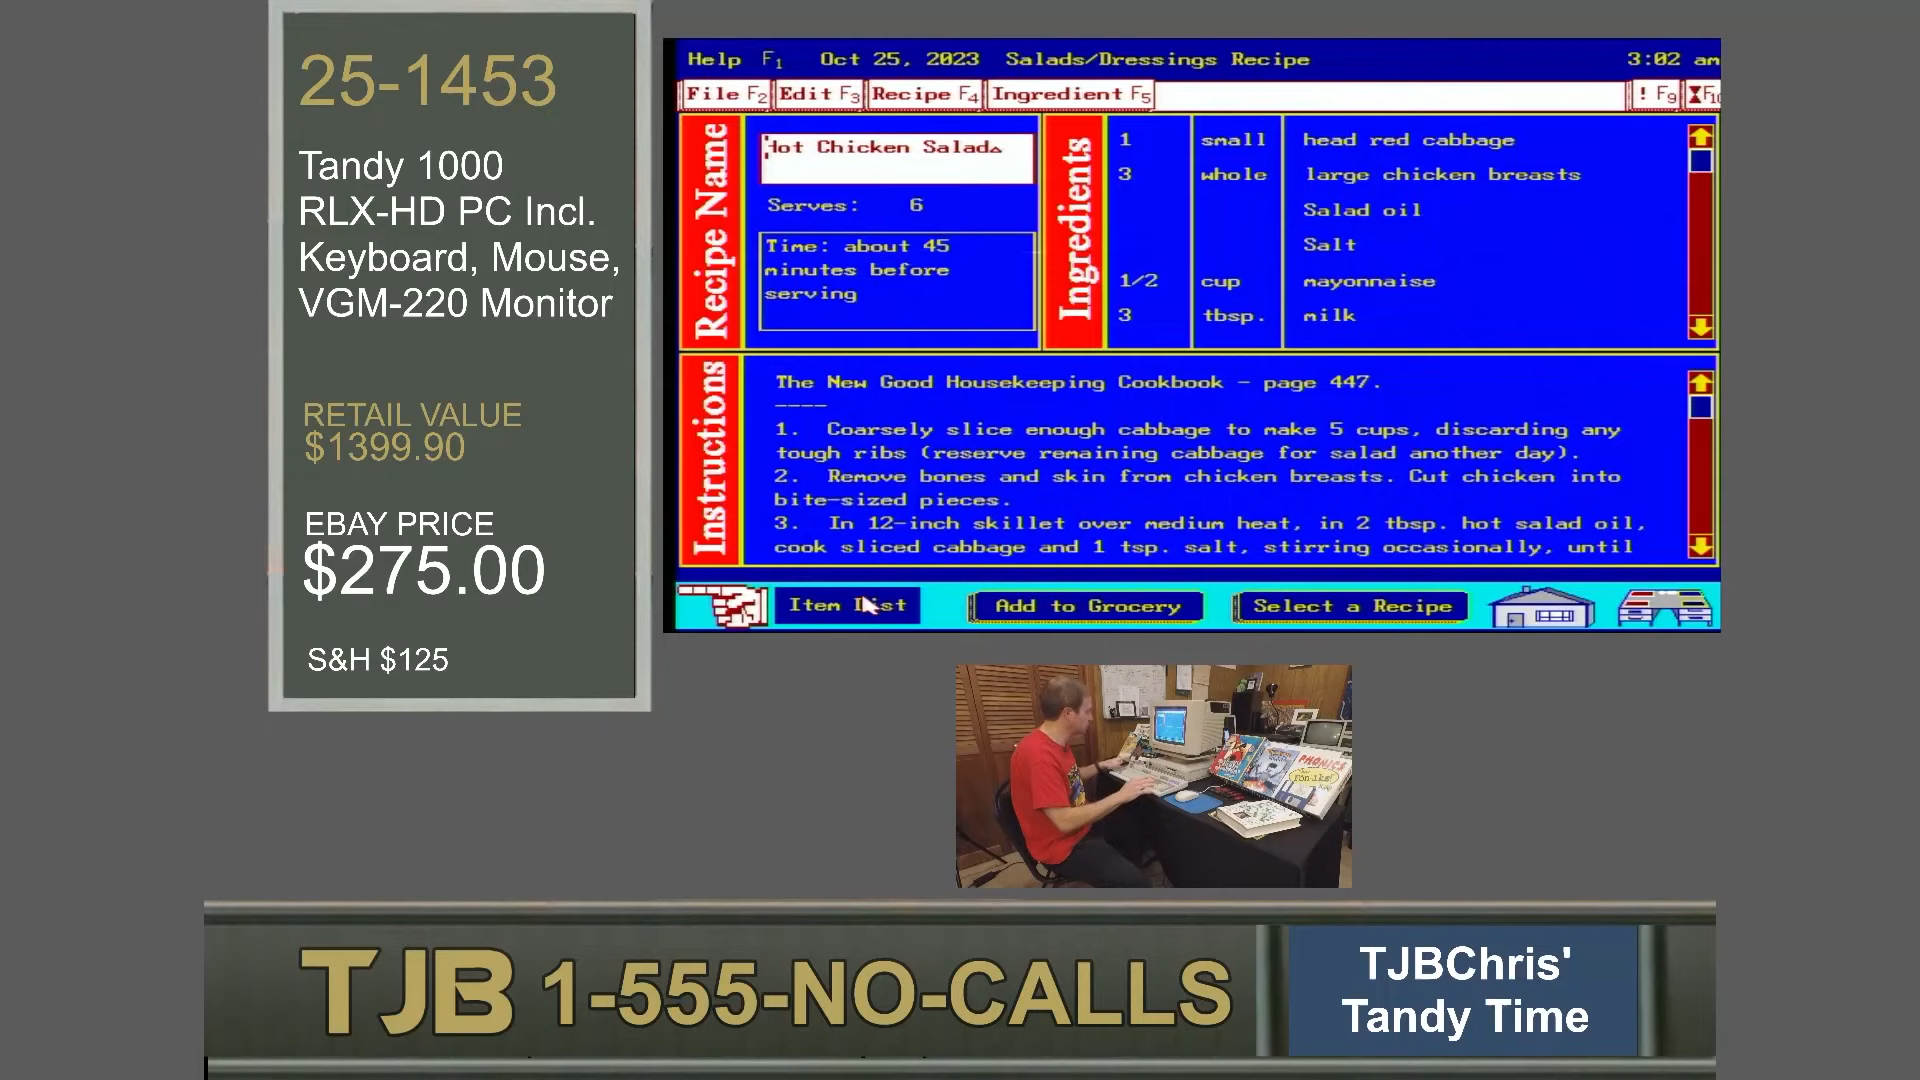 25-1453
Tandy 1000
RLX-HD PC Incl.
Keyboard, Mouse,
VGM-220 Monitor
RETAIL VALUE
$1399.90
EBAY PRICE
$275.00
S&H $125
Help F1 Oct 25, 2023 Salads/Dressings Recipe 3:02 am
File F2 Edit F3 Recipe F4 Ingredient F5 ! F9 F10
Recipe Name
Hot Chicken Salad
Serves: 6
Time: about 45
minutes before
serving
Ingredients
1 small head red cabbage
3 whole large chicken breasts
Salad oil
Salt
1/2 cup mayonnaise
3 tbsp. milk
Instructions
The New Good Housekeeping Cookbook - page 447.
----
1. Coarsely slice enough cabbage to make 5 cups, discarding any
tough ribs (reserve remaining cabbage for salad another day).
2. Remove bones and skin from chicken breasts. Cut chicken into
bite-sized pieces.
3. In 12-inch skillet over medium heat, in 2 tbsp. hot salad oil,
cook sliced cabbage and 1 tsp. salt, stirring occasionally, until
Item List Add to Grocery Select a Recipe
PHONICS
TJB 1-555-NO-CALLS
TJBChris'
Tandy Time